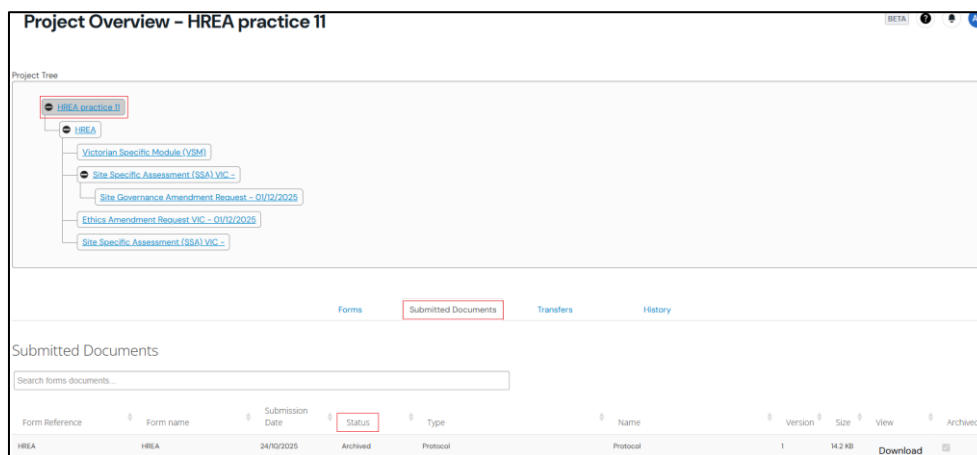 Project Overview – HREA practice 11
BETA
?
Project Tree
HREA practice 11
HREA
Victorian Specific Module (VSM)
Site Specific Assessment (SSA) VIC -
Site Governance Amendment Request - 01/12/2025
Ethics Amendment Request VIC - 01/12/2025
Site Specific Assessment (SSA) VIC -
Forms Submitted Documents Transfers History
Submitted Documents
Search forms documents...
Form Reference Form name Submission Date Status Type Name Version Size View Archived
HREA HREA 24/10/2025 Archived Protocol Protocol 1 14.2 KB Download